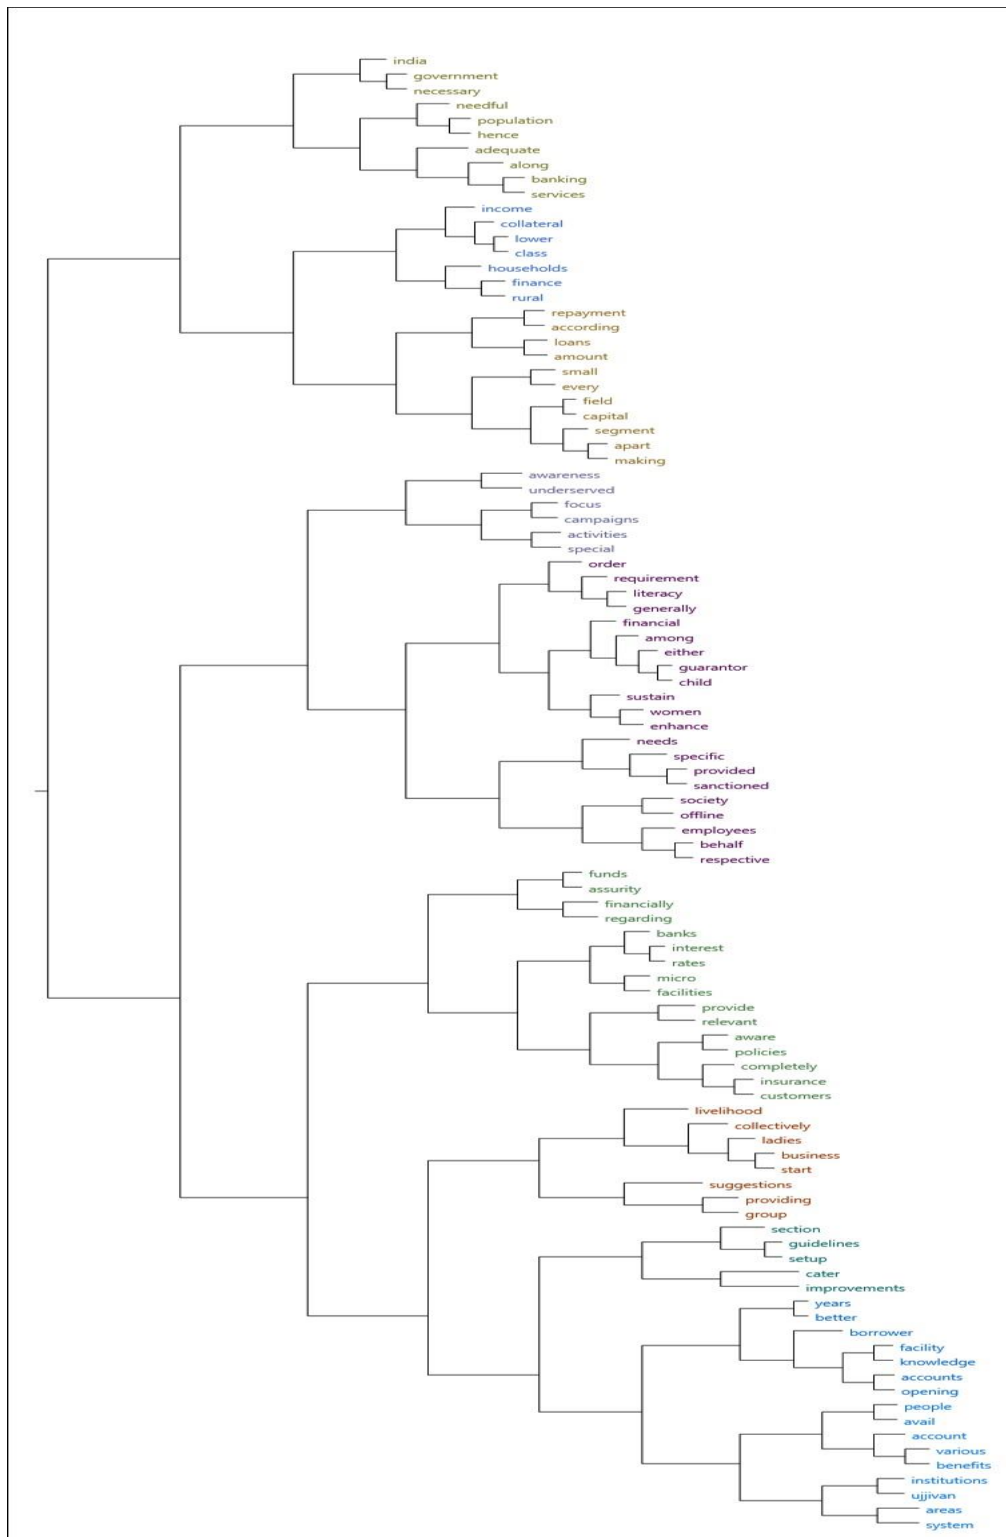 india
government
necessary
needful
population
hence
adequate
along
banking
services
income
collateral
lower
class
households
finance
rural
repayment
according
loans
amount
small
every
field
capital
segment
apart
making
awareness
underserved
focus
campaigns
activities
special
order
requirement
literacy
generally
financial
among
either
guarantor
child
sustain
women
enhance
needs
specific
provided
sanctioned
society
offline
employees
behalf
respective
funds
assurity
financially
regarding
banks
interest
rates
micro
facilities
provide
relevant
aware
policies
completely
insurance
customers
livelihood
collectively
ladies
business
start
suggestions
providing
group
section
guidelines
setup
cater
improvements
years
better
borrower
facility
knowledge
accounts
opening
people
avail
account
various
benefits
institutions
ujjivan
areas
system